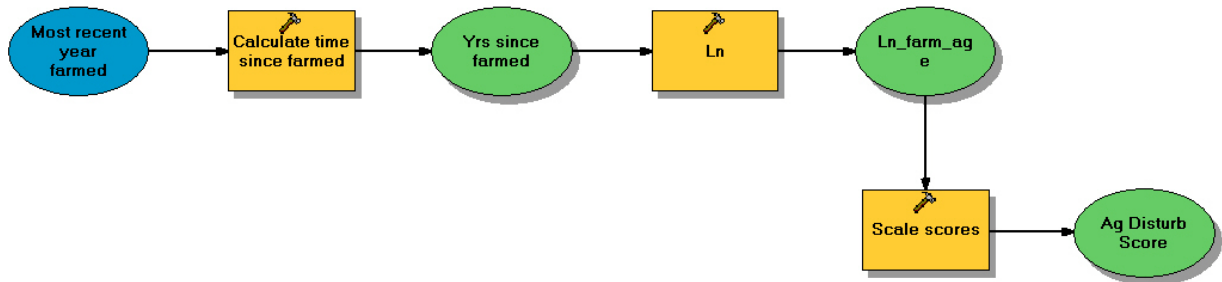 Most recent
year
farmed
Calculate time
since farmed
Yrs since
farmed
Ln
Ln_farm_ag
e
Scale scores
Ag Disturb
Score